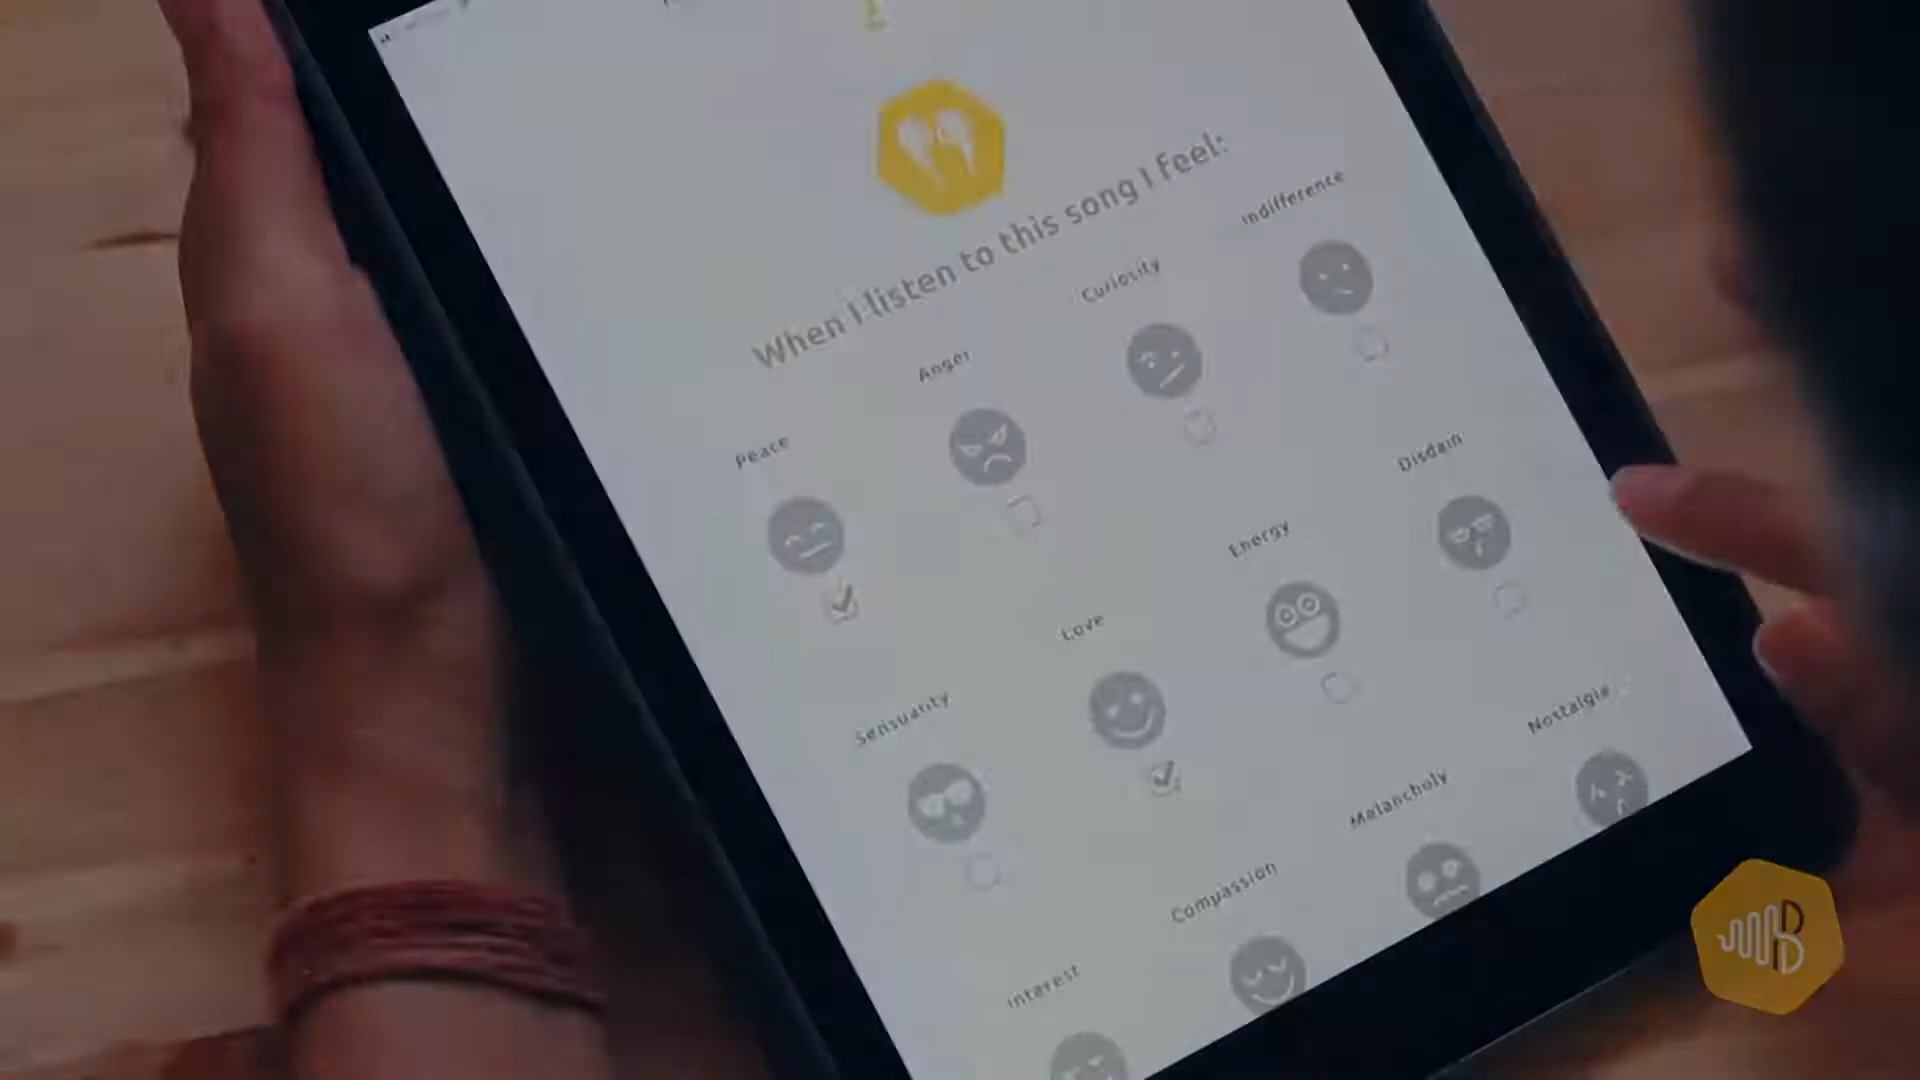 When I listen to this song I feel:
Peace
Anger
Curiosity
Indifference
Sensuality
Love
Energy
Disdain
Interest
Compassion
Melancholy
Nostalgia
B